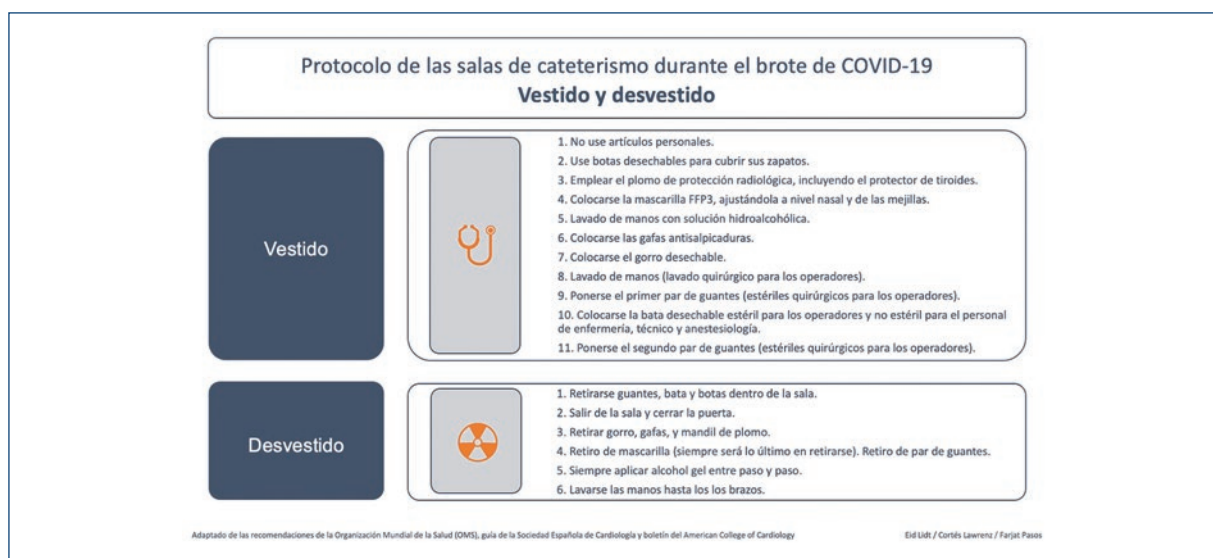 Protocolo de las salas de cateterismo durante el brote de COVID-19
Vestido y desvestido
Vestido
1. No use artículos personales.
2. Use botas desechables para cubrir sus zapatos.
3. Emplear el plomo de protección radiológica, incluyendo el protector de tiroides.
4. Colocarse la mascarilla FFP3, ajustándola a nivel nasal y de las mejillas.
5. Lavado de manos con solución hidroalcohólica.
6. Colocarse las gafas antisalpicaduras.
7. Colocarse el gorro desechable.
8. Lavado de manos (lavado quirúrgico para los operadores).
9. Ponerse el primer par de guantes (estériles quirúrgicos para los operadores).
10. Colocarse la bata desechable estéril para los operadores y no estéril para el personal
de enfermería, técnico y anestesiología.
11. Ponerse el segundo par de guantes (estériles quirúrgicos para los operadores).
Desvestido
1. Retirarse guantes, bata y botas dentro de la sala.
2. Salir de la sala y cerrar la puerta.
3. Retirar gorro, gafas, y mandil de plomo.
4. Retiro de mascarilla (siempre será lo último en retirarse). Retiro de par de guantes.
5. Siempre aplicar alcohol gel entre paso y paso.
6. Lavarse las manos hasta los los brazos.
Adaptado de las recomendaciones de la Organización Mundial de la Salud (OMS), guía de la Sociedad Española de Cardiología y boletín del American College of Cardiology
Eid Lidt / Cortés Lawrenz / Farjat Pasos